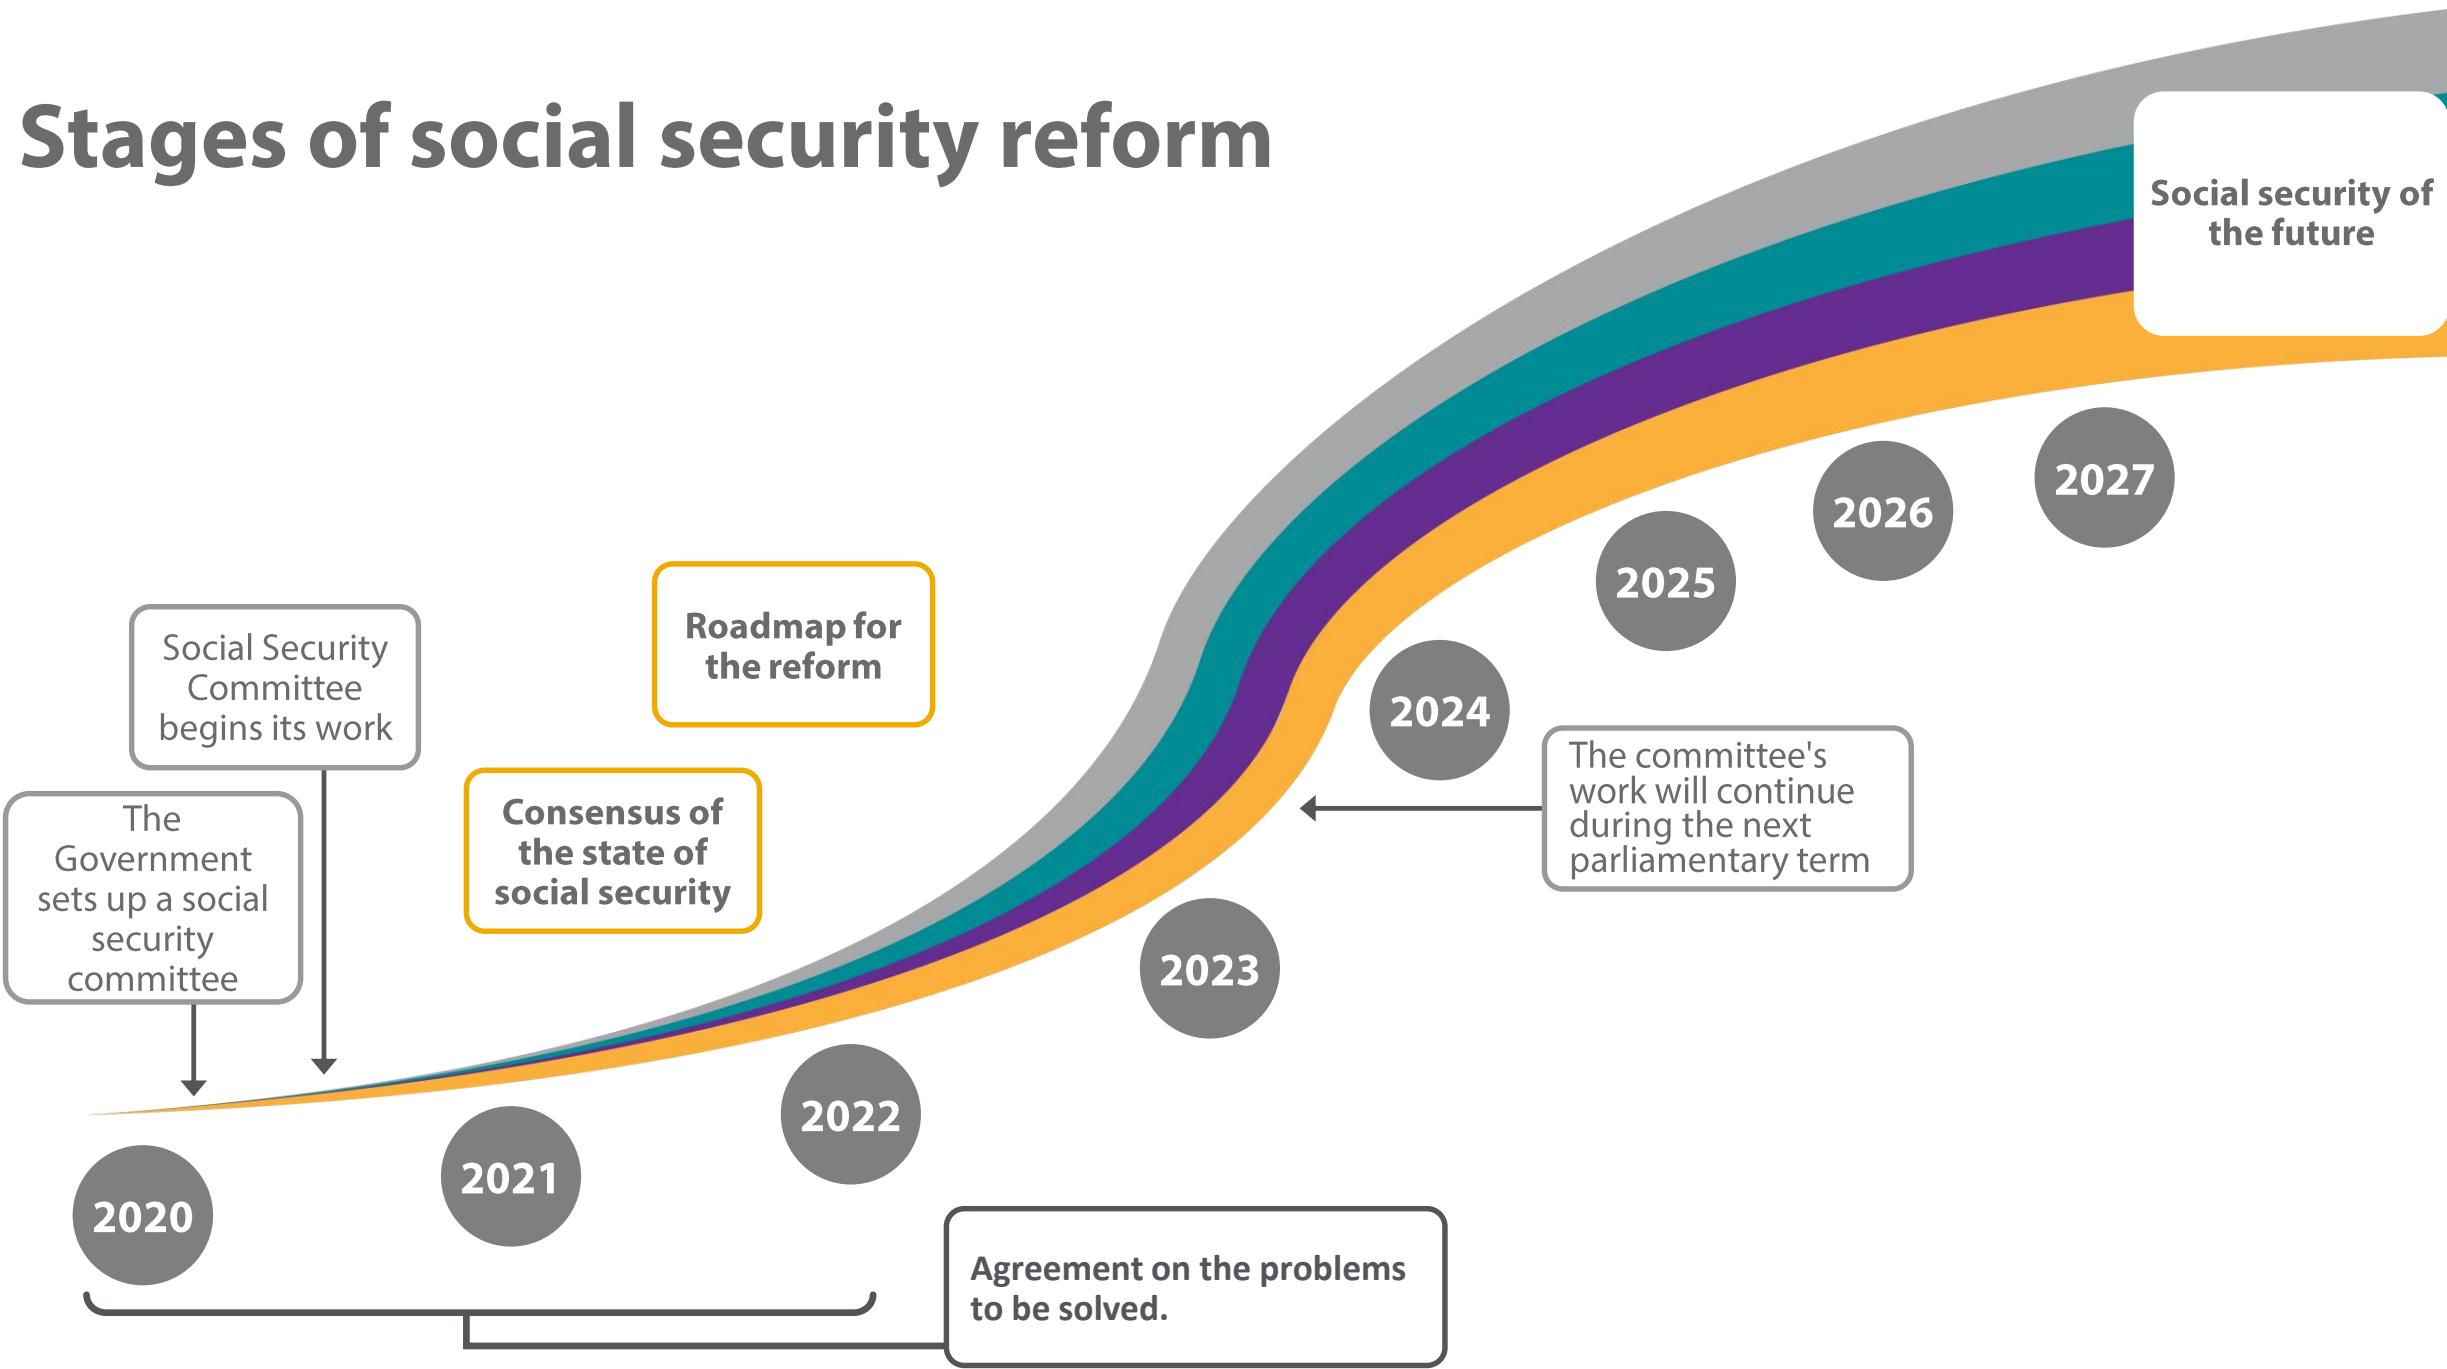 Stages of social security reform
Social security of
the future
2027
2026
2025
Roadmap for
the reform
Social Security
Committee
begins its work
2024
The committee's
work will continue
during the next
parliamentary term
Consensus of
the state of
social security
The
Government
sets up a social
security
committee
2023
2022
2021
2020
Agreement on the problems
to be solved.